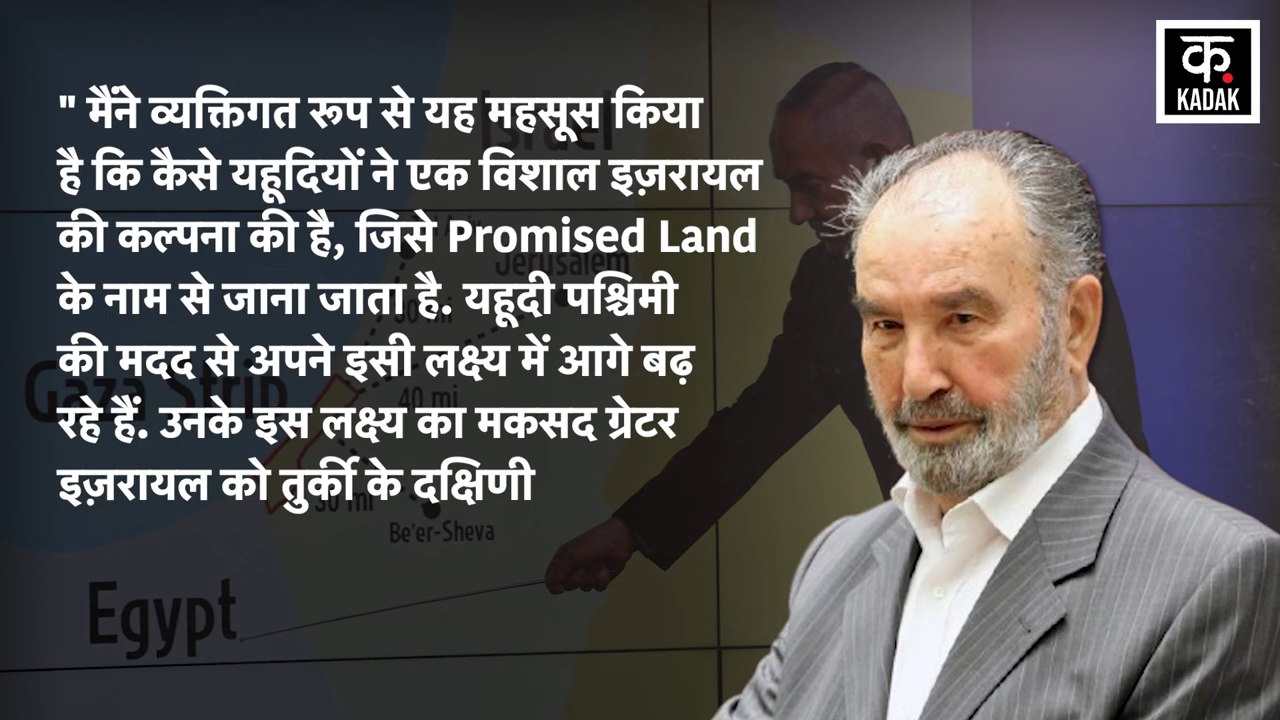 क.
KADAK
" मैंने व्यक्तिगत रूप से यह महसूस किया
है कि कैसे यहूदियों ने एक विशाल इज़रायल
की कल्पना की है, जिसे Promised Land
के नाम से जाना जाता है. यहूदी पश्चिमी
की मदद से अपने इसी लक्ष्य में आगे बढ़
रहे हैं. उनके इस लक्ष्य का मकसद ग्रेटर
इज़रायल को तुर्की के दक्षिणी
Israel
Jerusalem
Gaza Strip
40 mi
Be'er-Sheva
Egypt